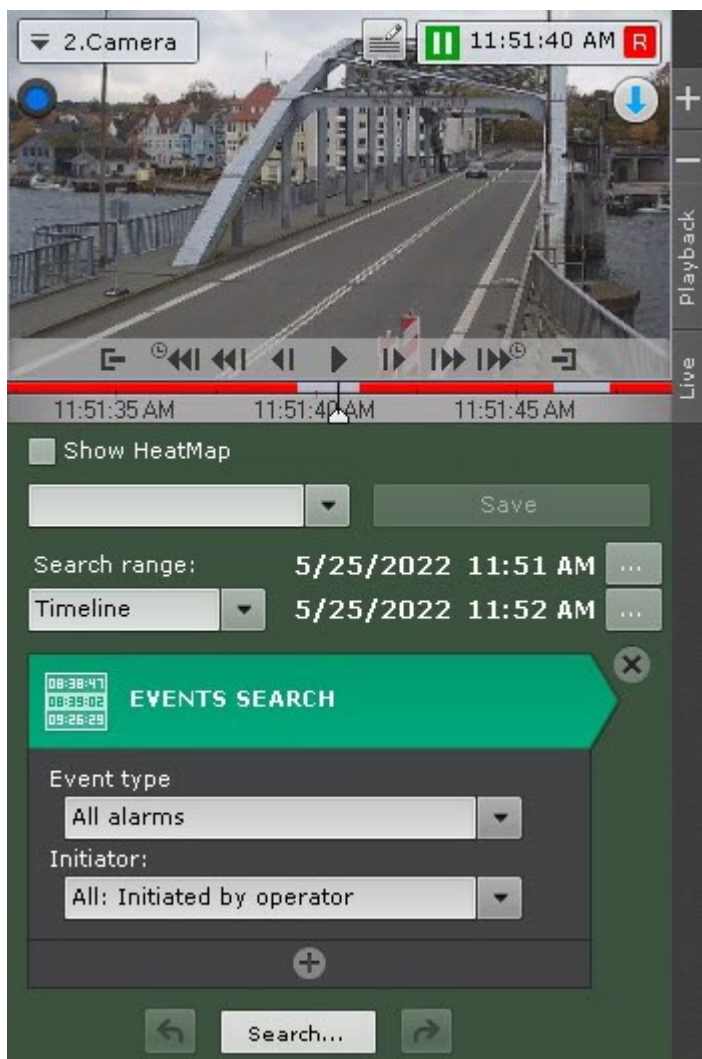 2.Camera
11:51:40 AM R
Playback
Live
11:51:35 AM 11:51:40 AM 11:51:45 AM
Show HeatMap
Save
Search range: 5/25/2022 11:51 AM ...
Timeline 5/25/2022 11:52 AM ...
08:38:47
08:39:02
09:26:29
EVENTS SEARCH
Event type
All alarms
Initiator:
All: Initiated by operator
Search...